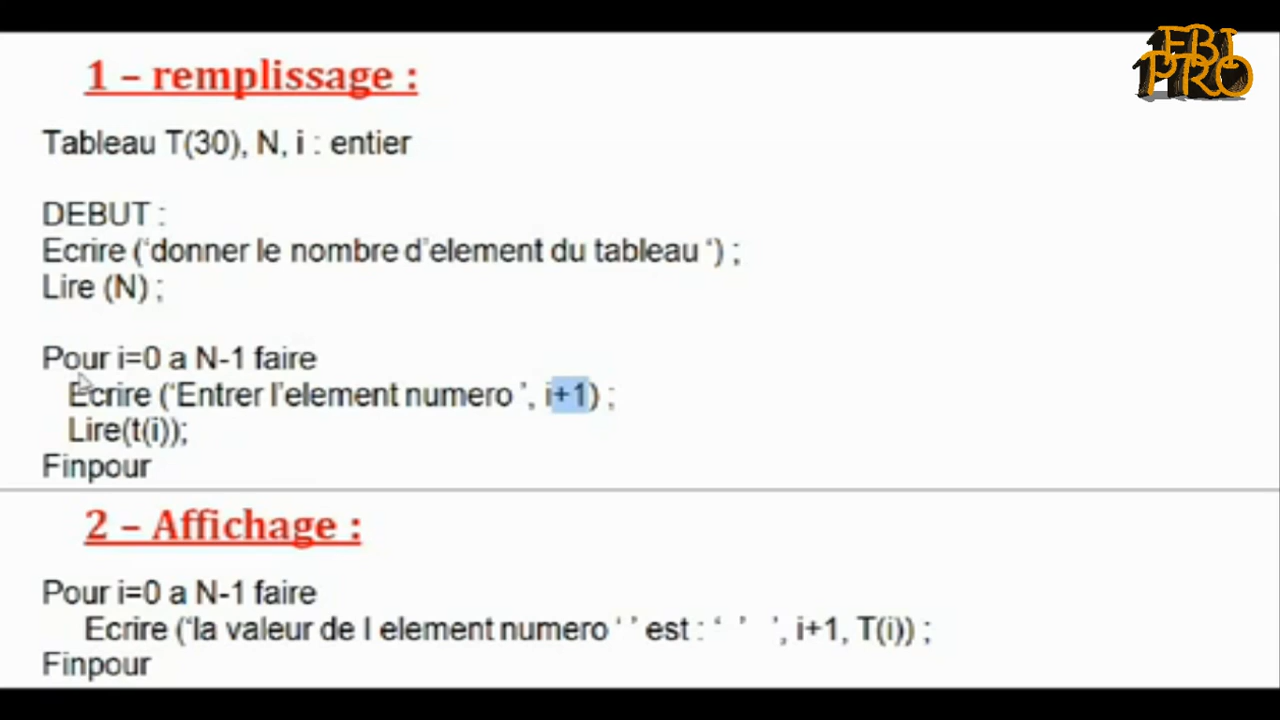 EBI
PRO
1 – remplissage :
Tableau T(30), N, i : entier
DEBUT :
Ecrire (‘donner le nombre d’element du tableau ‘) ;
Lire (N) ;
Pour i=0 a N-1 faire
Ecrire (‘Entrer l’element numero ’, i+1) ;
Lire(t(i));
Finpour
2 – Affichage :
Pour i=0 a N-1 faire
Ecrire (‘la valeur de l element numero ‘ ’ est : ‘ ’ ’, i+1, T(i)) ;
Finpour